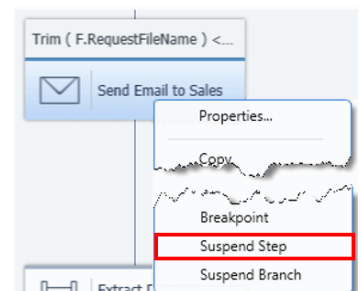 Trim ( F.RequestFileName ) <...
Send Email to Sales
Properties...
Copy
Breakpoint
Suspend Step
Suspend Branch
Extract